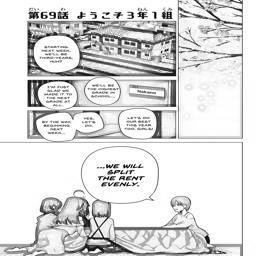 第69話 ようこそ3年1組
STARTING
NEXT WEEK,
WE'LL BE
THIRD-YEARS,
HUH?
WE'LL BE
THE HIGHEST
GRADE IN
SCHOOL...
I'M JUST
GLAD WE
MADE IT TO
THE NEXT
GRADE AT
ALL.
Nakano
BY THE WAY,
BEGINNING
NEXT
WEEK...
YES,
LET'S
DO.
LET'S DO
OUR BEST
THIS YEAR
TOO, GIRLS!
...WE WILL
SPLIT
THE RENT
EVENLY.